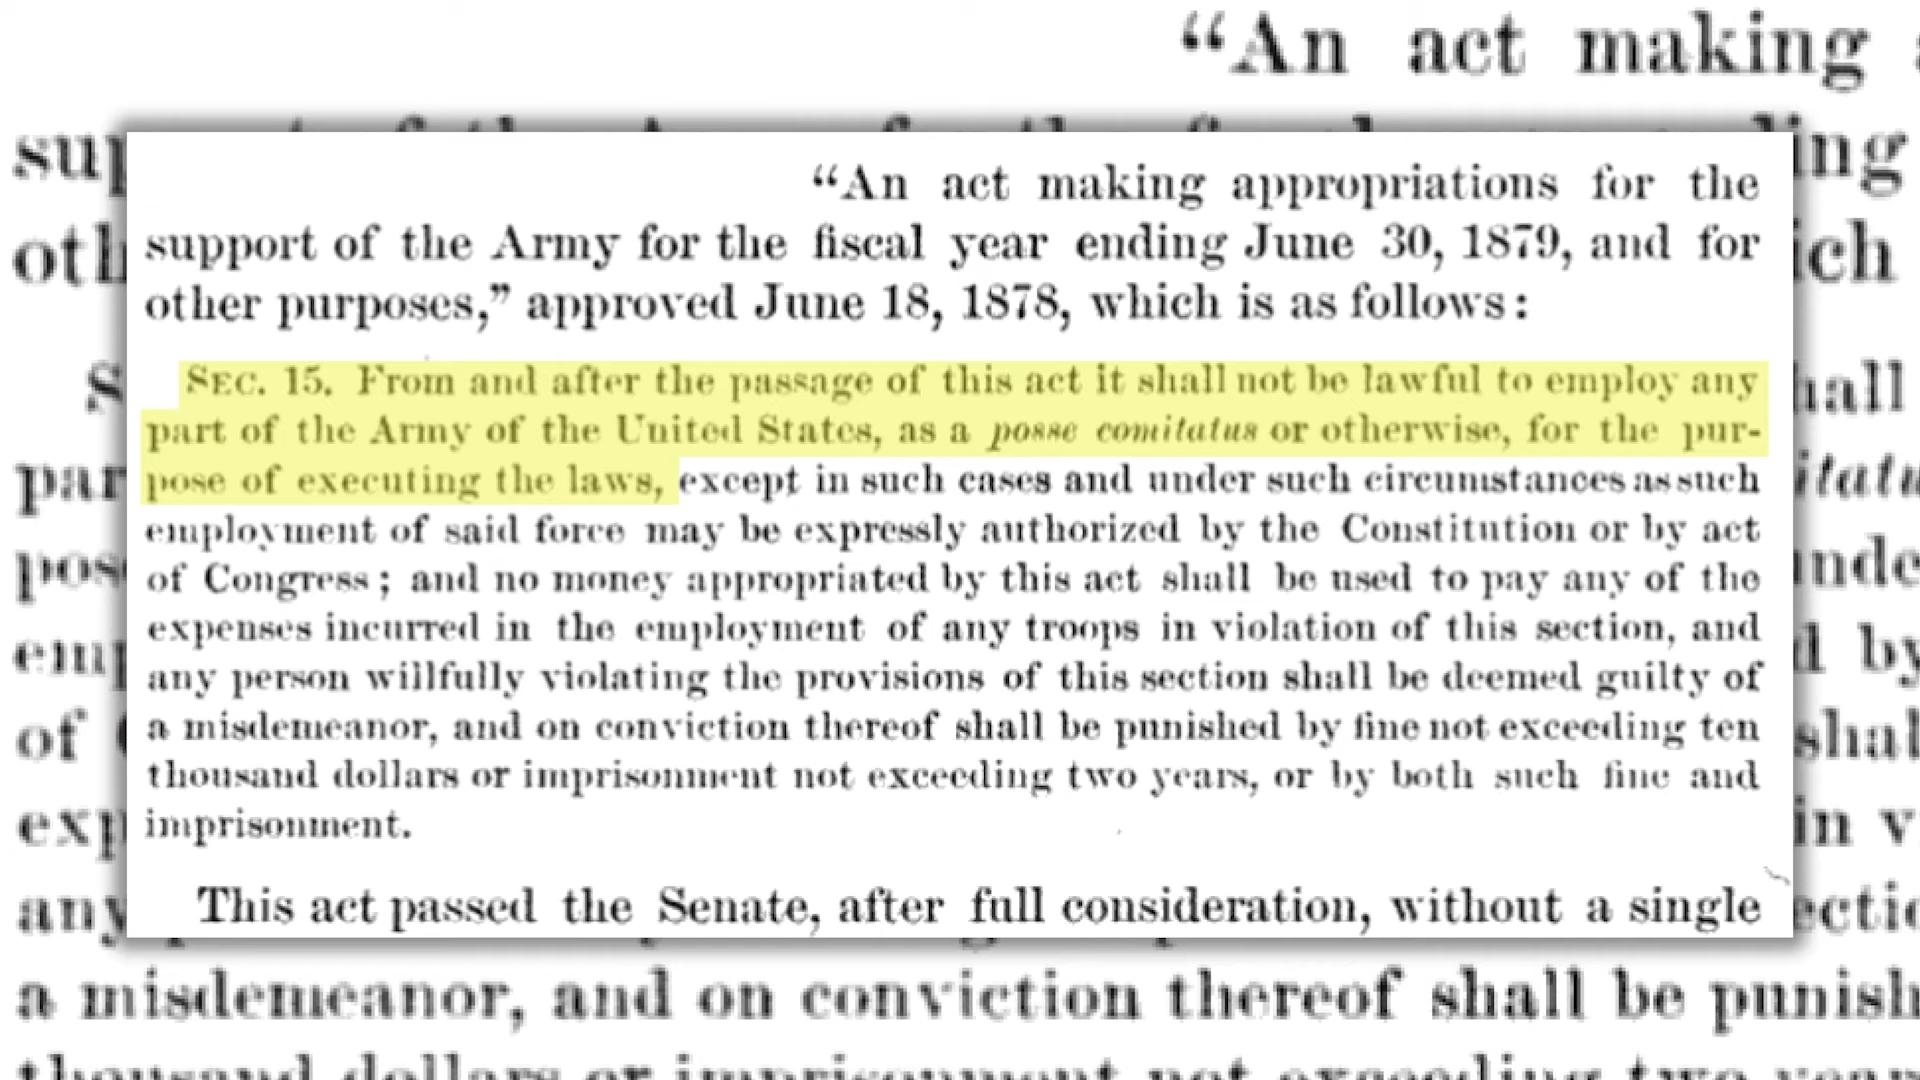 “An act making
“An act making appropriations for the
support of the Army for the fiscal year ending June 30, 1879, and for
other purposes,” approved June 18, 1878, which is as follows:
SEC. 15. From and after the passage of this act it shall not be lawful to employ any
part of the Army of the United States, as a posse comitatus or otherwise, for the pur-
pose of executing the laws, except in such cases and under such circumstances as such
employment of said force may be expressly authorized by the Constitution or by act
of Congress; and no money appropriated by this act shall be used to pay any of the
expenses incurred in the employment of any troops in violation of this section, and
any person willfully violating the provisions of this section shall be deemed guilty of
a misdemeanor, and on conviction thereof shall be punished by fine not exceeding ten
thousand dollars or imprisonment not exceeding two years, or by both such fine and
imprisonment.
This act passed the Senate, after full consideration, without a single
a misdemeanor, and on conviction thereof shall be punish